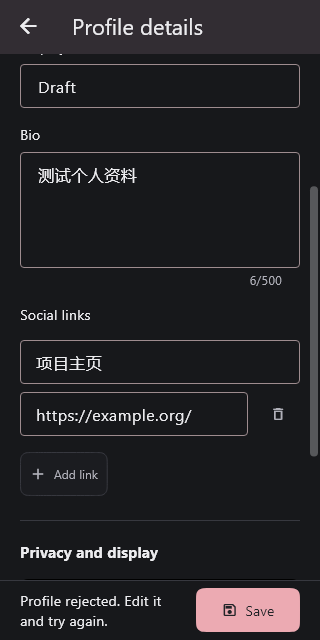 Profile details
Draft
Bio
测试个人资料
6/500
Social links
项目主页
https://example.org/
Add link
Privacy and display
Profile rejected. Edit it
and try again.
Save